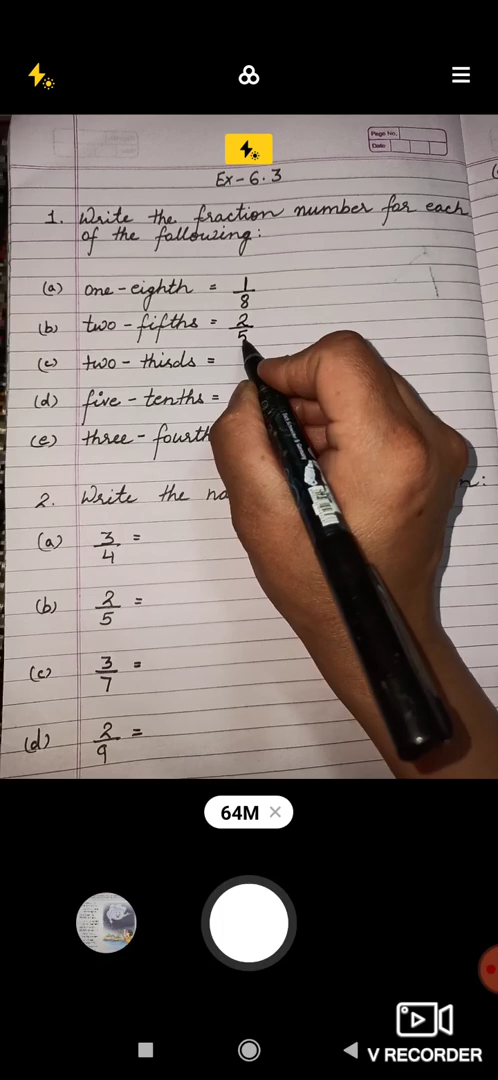 Page No.
Date
Ex-6.3
1. Write the fraction number for each
of the following:
(a) one-eighth = 1/8
(b) two-fifths = 2/5
(c) two-thirds =
(d) five-tenths =
(e) three-fourth
2. Write the na n:
(a) 3/4 =
(b) 2/5 =
(c) 3/7 =
(d) 2/9 =
64M ×
V RECORDER